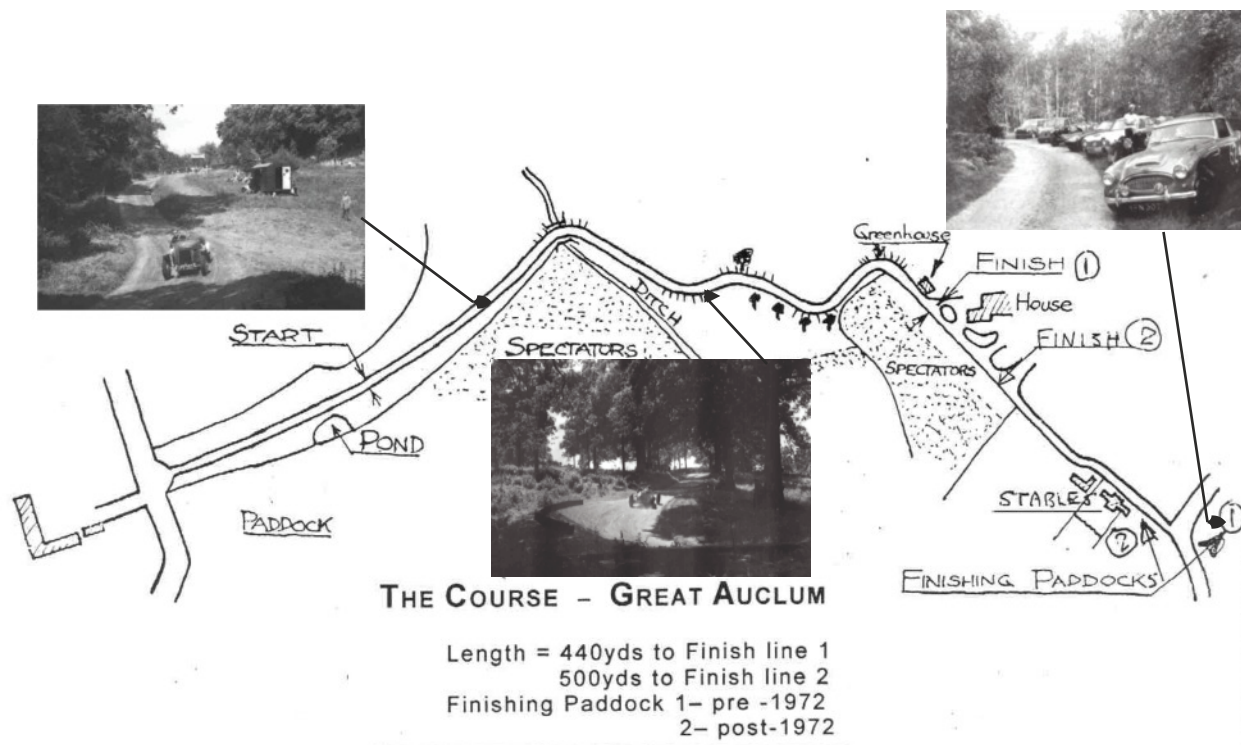 Greenhouse
FINISH 1
House
FINISH 2
START
DITCH
SPECTATORS
SPECTATORS
POND
PADDOCK
STABLES
2
1
FINISHING PADDOCKS
THE COURSE – GREAT AUCLUM
Length = 440yds to Finish line 1
500yds to Finish line 2
Finishing Paddock 1– pre -1972
2– post-1972